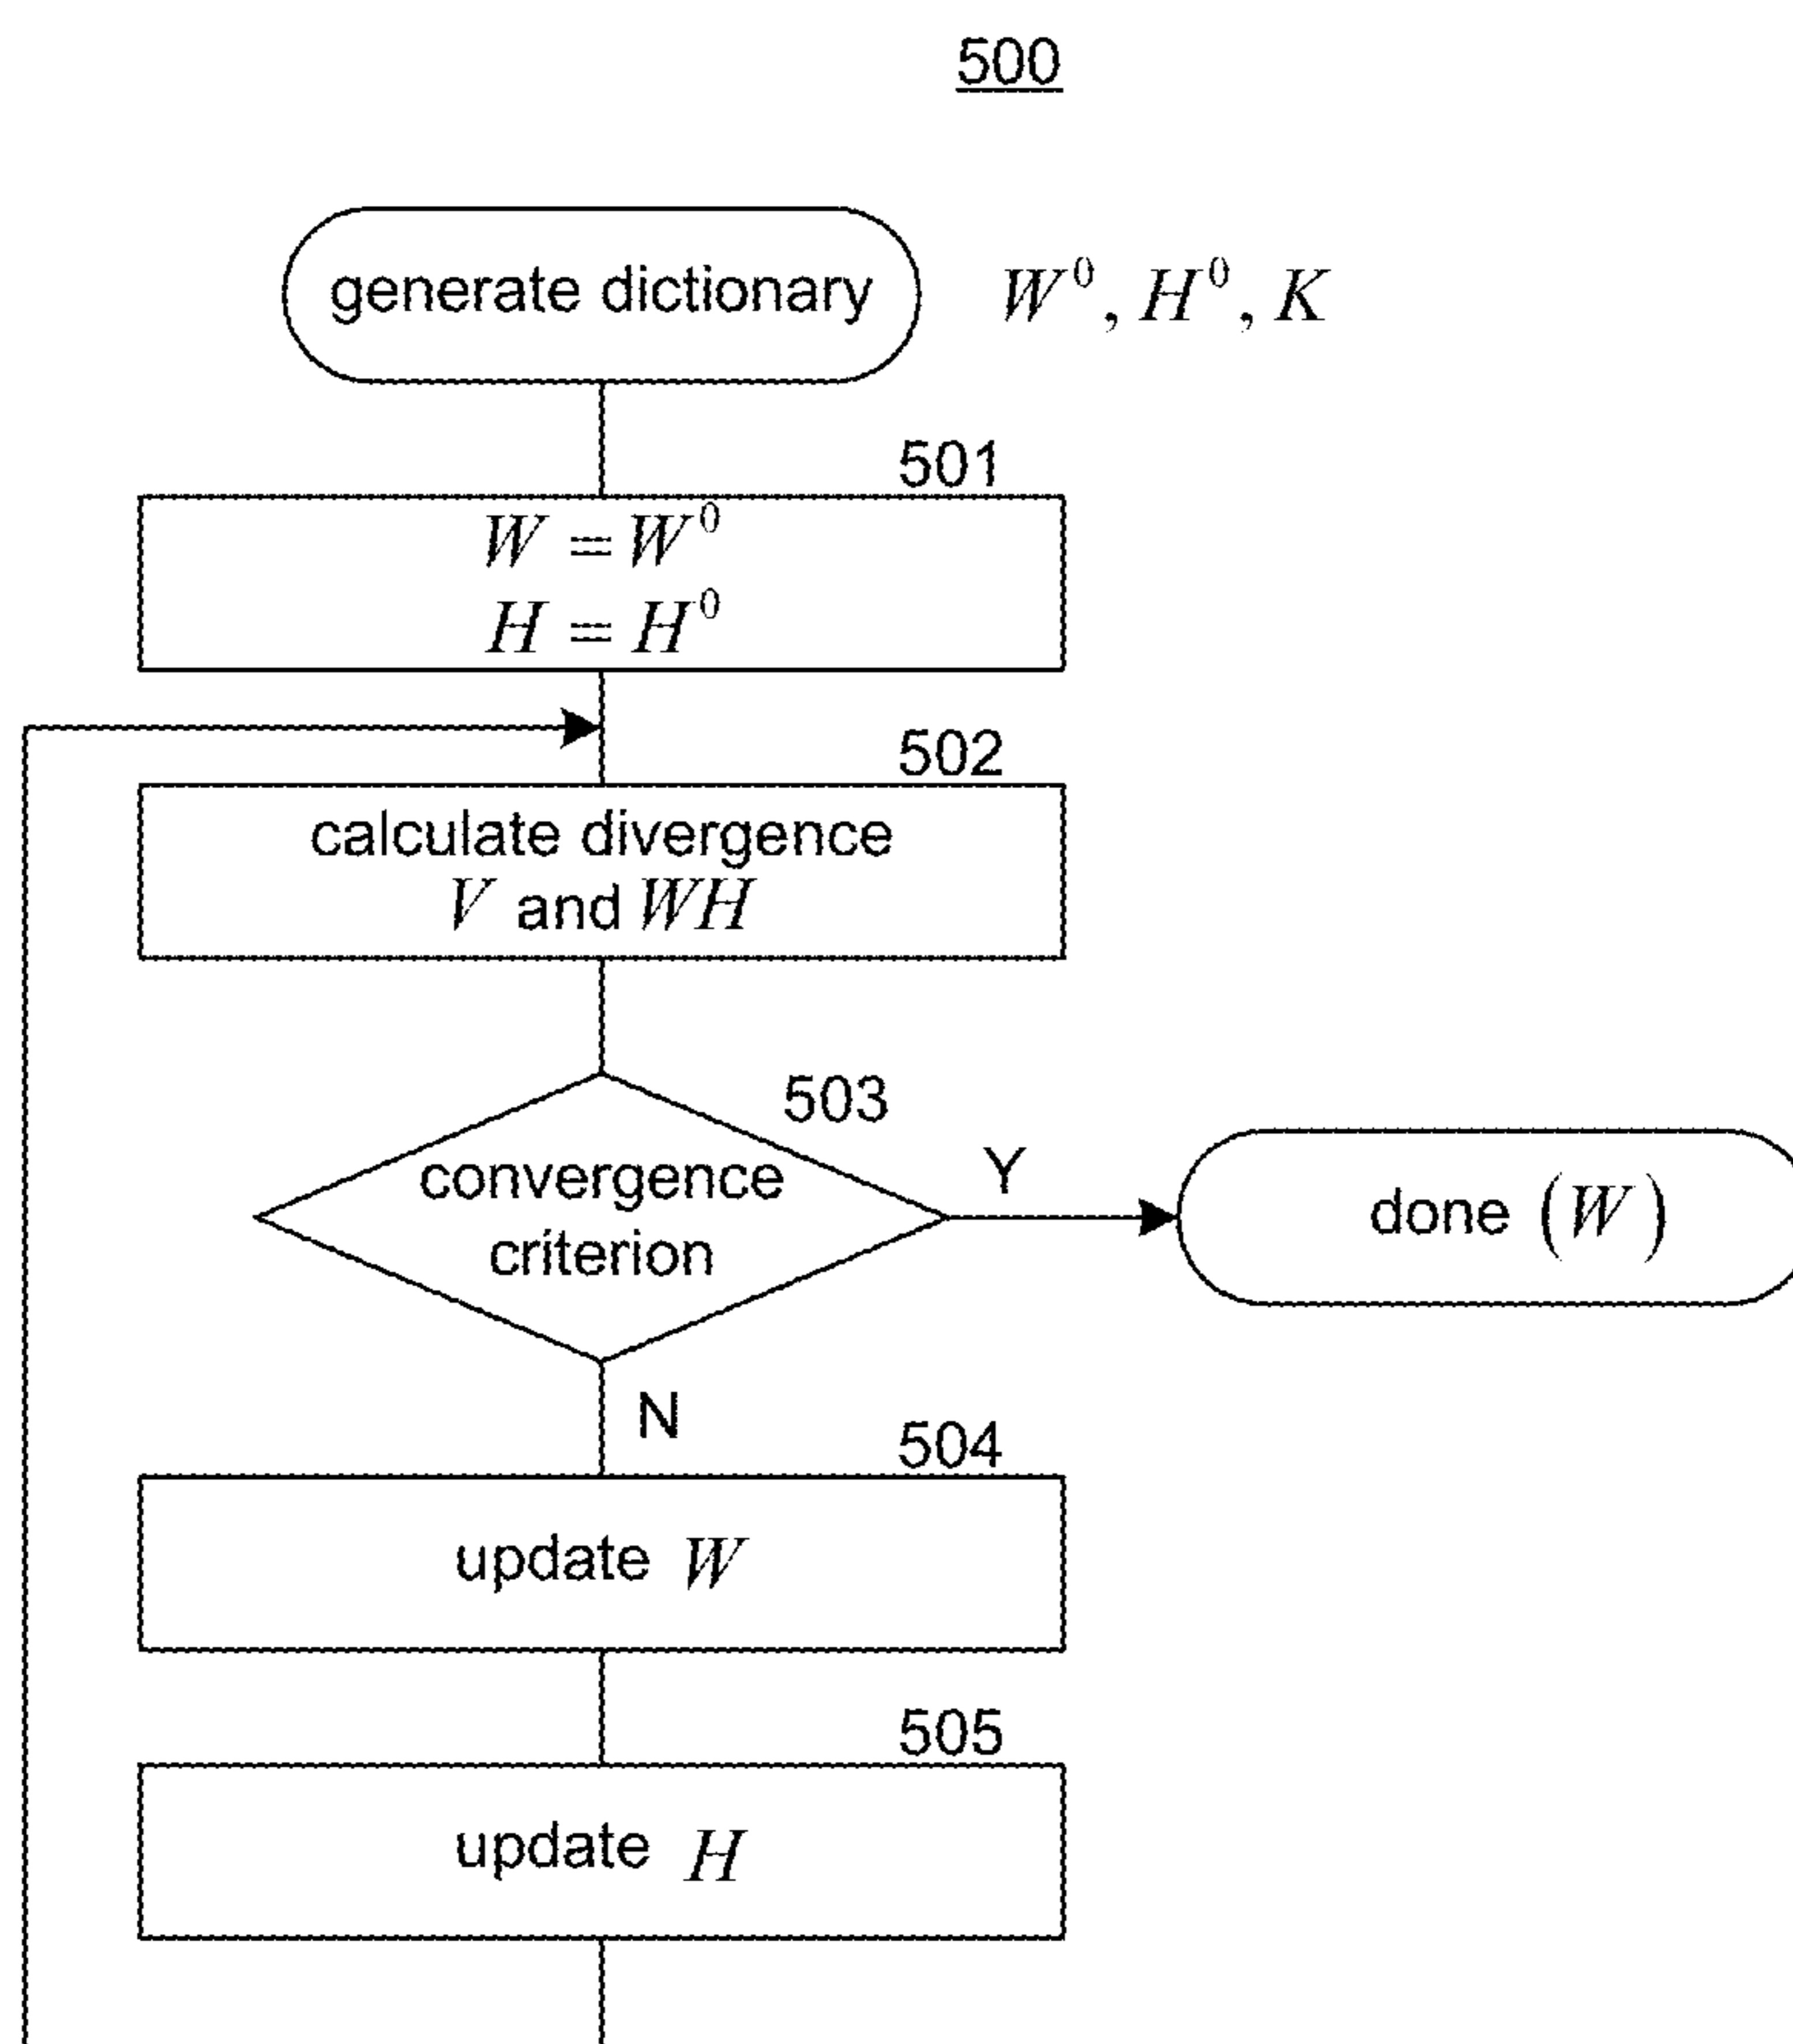 500
generate dictionary W⁰, H⁰, K
501
W = W⁰
H = H⁰
502
calculate divergence
V and WH
503
convergence
criterion
Y
done (W)
N
504
update W
505
update H